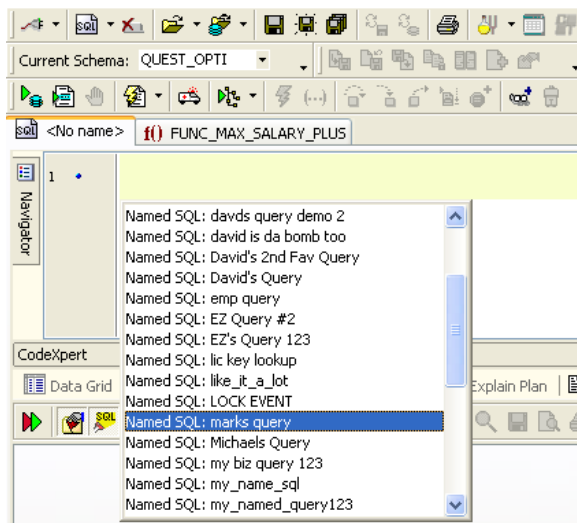 sql
Current Schema: QUEST_OPTI
sql <No name> f() FUNC_MAX_SALARY_PLUS
Navigator
1
Named SQL: davds query demo 2
Named SQL: david is da bomb too
Named SQL: David's 2nd Fav Query
Named SQL: David's Query
Named SQL: emp query
Named SQL: EZ Query #2
Named SQL: EZ's Query 123
Named SQL: lic key lookup
Named SQL: like_it_a_lot
Named SQL: LOCK EVENT
Named SQL: marks query
Named SQL: Michaels Query
Named SQL: my biz query 123
Named SQL: my_name_sql
Named SQL: my_named_query123
CodeXpert
Data Grid
Explain Plan
SQL